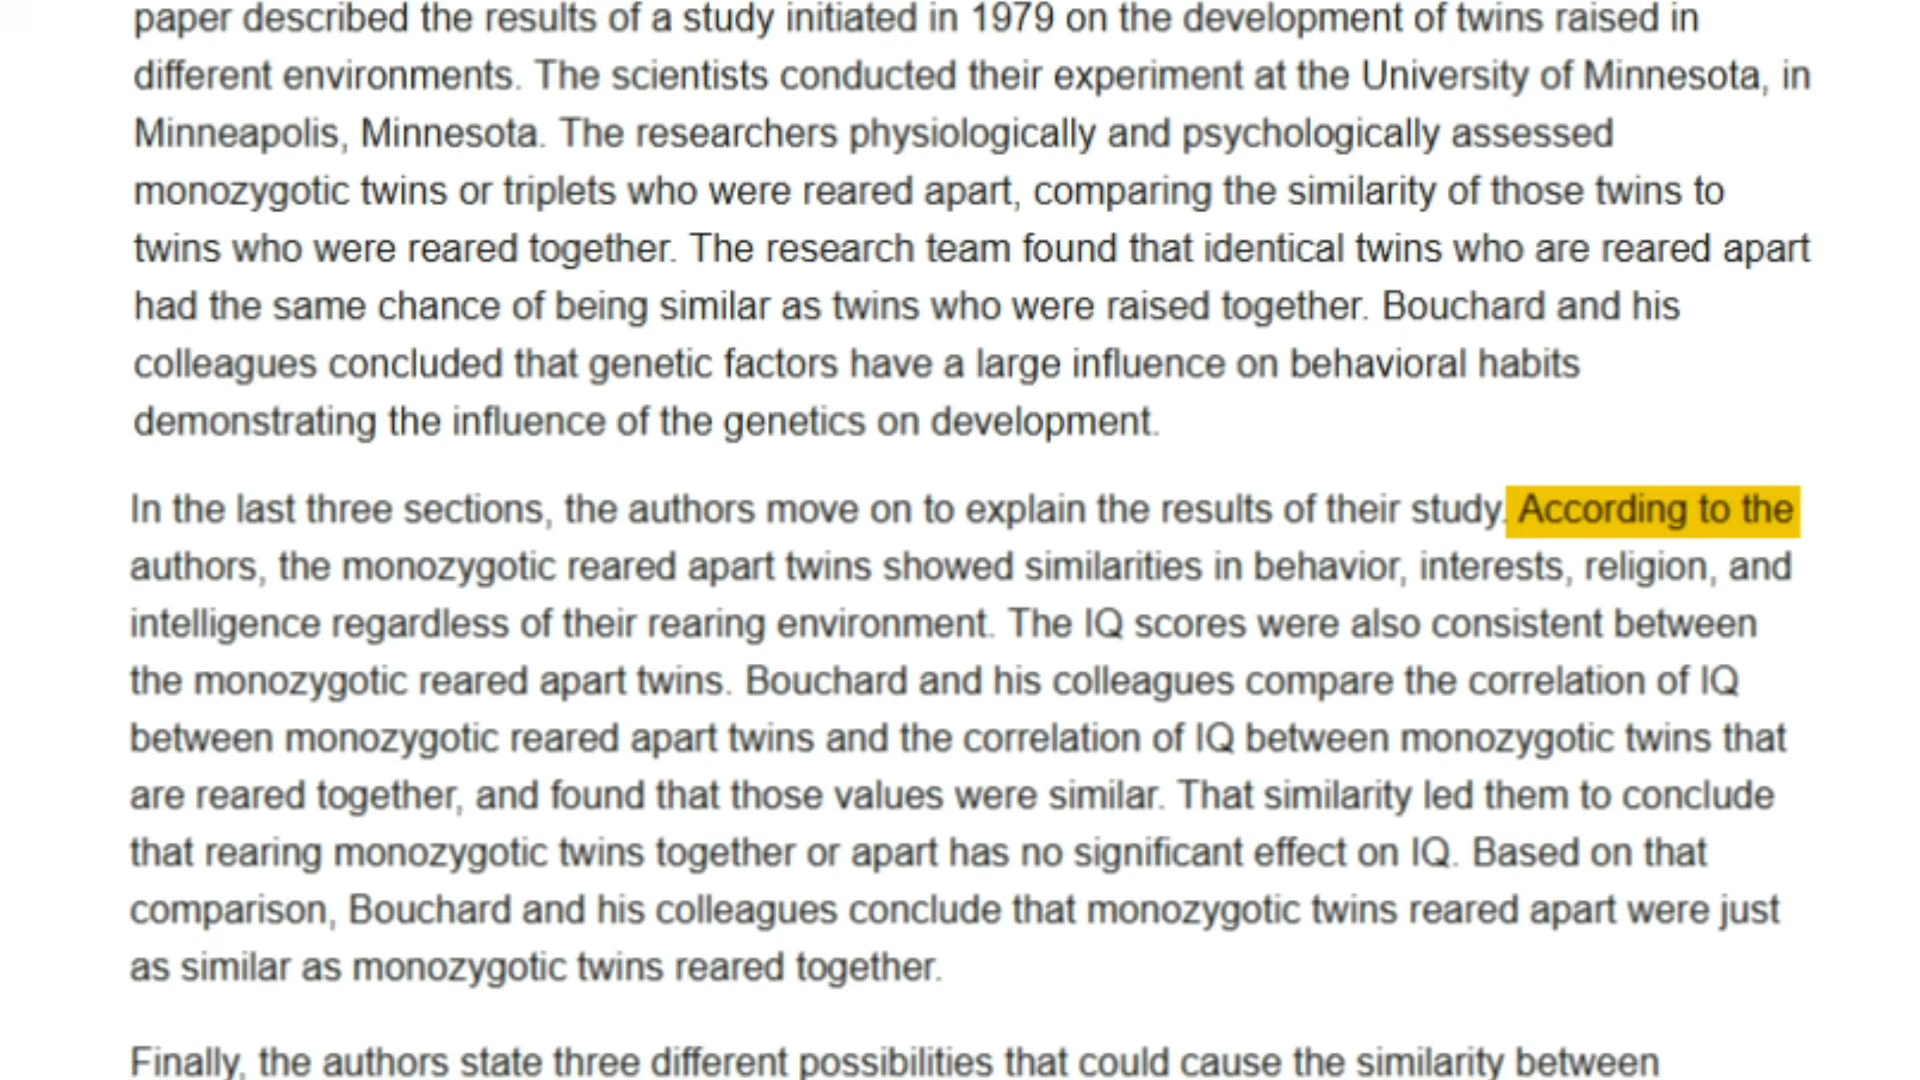 paper described the results of a study initiated in 1979 on the development of twins raised in
different environments. The scientists conducted their experiment at the University of Minnesota, in
Minneapolis, Minnesota. The researchers physiologically and psychologically assessed
monozygotic twins or triplets who were reared apart, comparing the similarity of those twins to
twins who were reared together. The research team found that identical twins who are reared apart
had the same chance of being similar as twins who were raised together. Bouchard and his
colleagues concluded that genetic factors have a large influence on behavioral habits
demonstrating the influence of the genetics on development.
In the last three sections, the authors move on to explain the results of their study. According to the
authors, the monozygotic reared apart twins showed similarities in behavior, interests, religion, and
intelligence regardless of their rearing environment. The IQ scores were also consistent between
the monozygotic reared apart twins. Bouchard and his colleagues compare the correlation of IQ
between monozygotic reared apart twins and the correlation of IQ between monozygotic twins that
are reared together, and found that those values were similar. That similarity led them to conclude
that rearing monozygotic twins together or apart has no significant effect on IQ. Based on that
comparison, Bouchard and his colleagues conclude that monozygotic twins reared apart were just
as similar as monozygotic twins reared together.
Finally, the authors state three different possibilities that could cause the similarity between